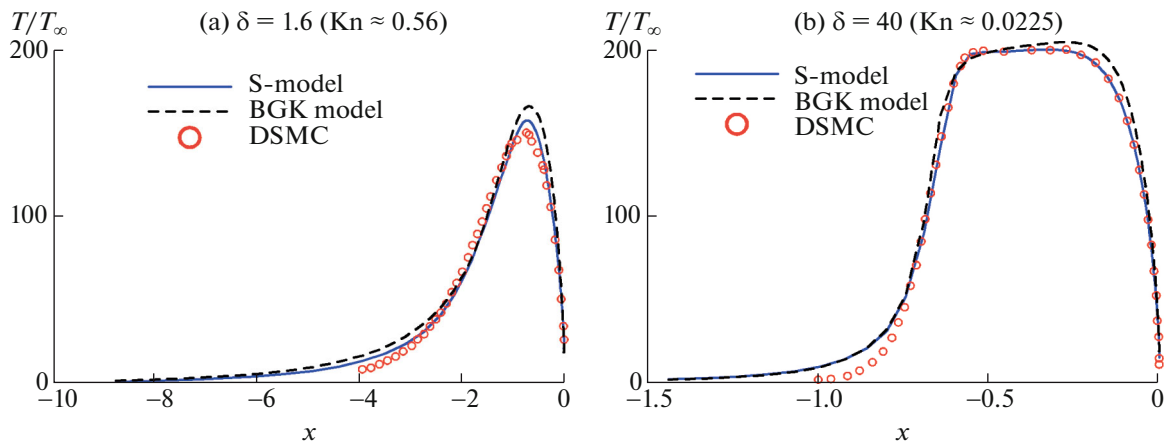 T/T∞ (a) δ = 1.6 (Kn ≈ 0.56)
200
S-model
BGK model
DSMC
100
0
−10 −8 −6 −4 −2 0
x
T/T∞ (b) δ = 40 (Kn ≈ 0.0225)
200
S-model
BGK model
DSMC
100
0
−1.5 −1.0 −0.5 0
x